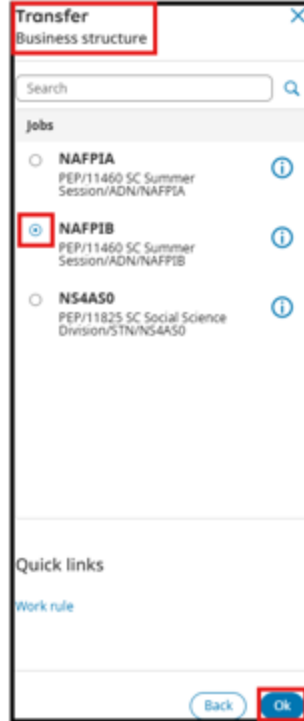 Transfer
Business structure
Search
Jobs
NAFPIA
PEP/11460 SC Summer
Session/ADN/NAFPIA
NAFPIB
PEP/11460 SC Summer
Session/ADN/NAFPIB
NS4AS0
PEP/11825 SC Social Science
Division/STN/NS4AS0
Quick links
Work rule
Back
Ok